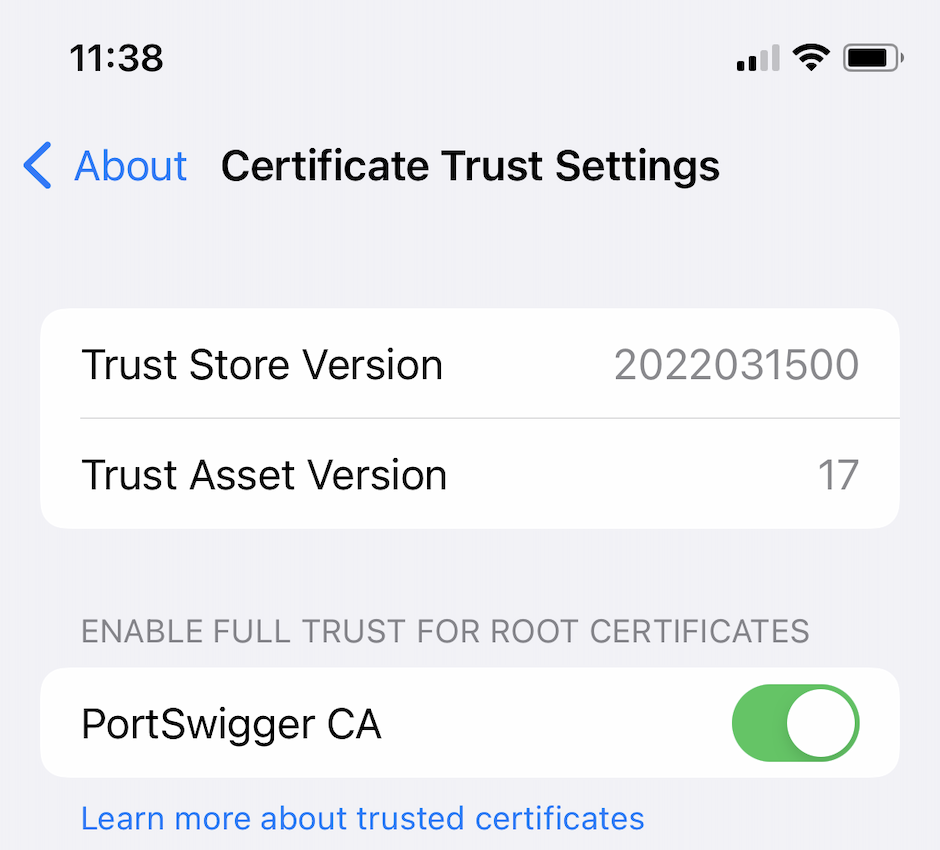 11:38
About Certificate Trust Settings
Trust Store Version 2022031500
Trust Asset Version 17
ENABLE FULL TRUST FOR ROOT CERTIFICATES
PortSwigger CA
Learn more about trusted certificates